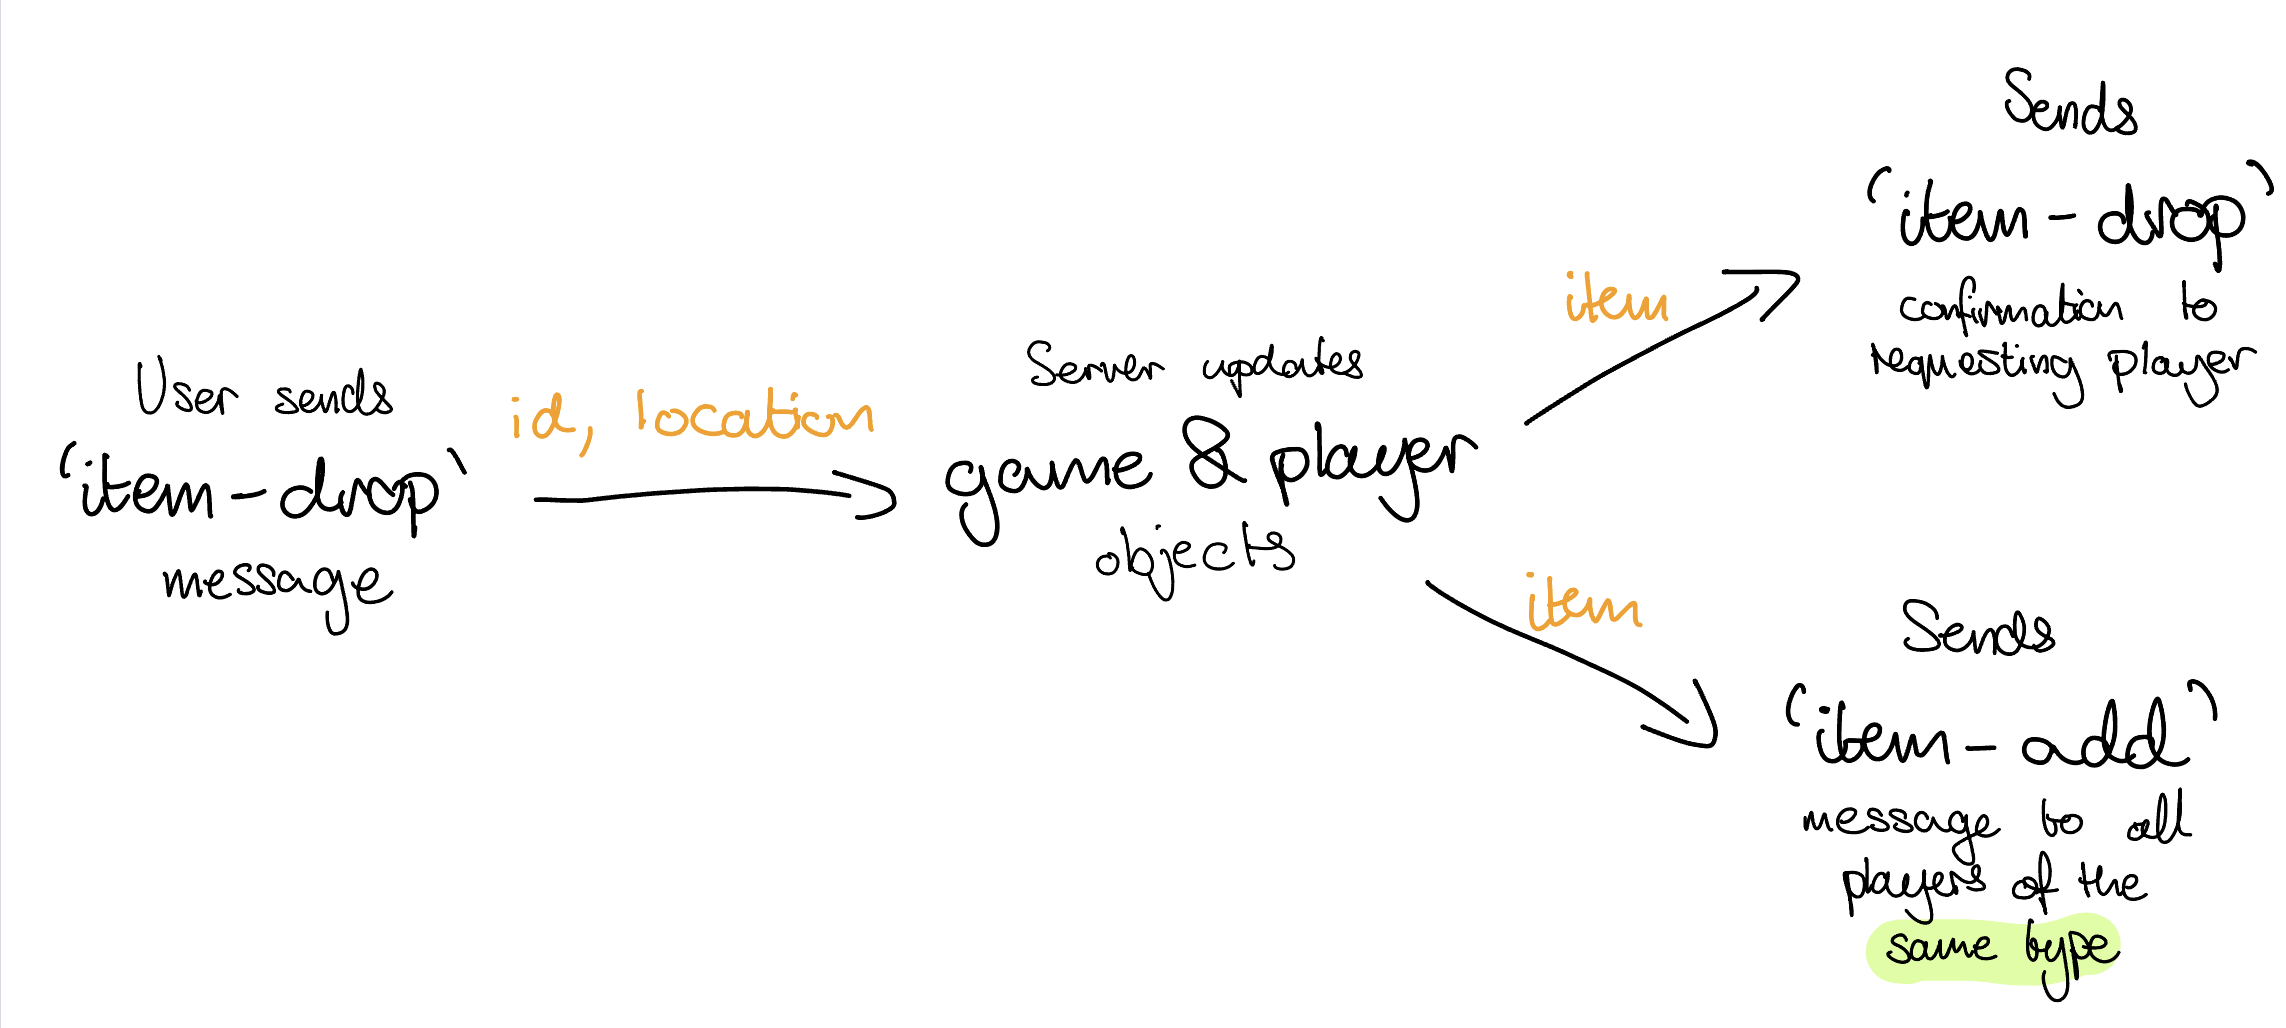 User sends
'item-drop'
message
id, location
Server updates
game & player
objects
item
Sends
'item-drop'
confirmation to
requesting player
item
Sends
'item-add'
message to all
players of the
same type